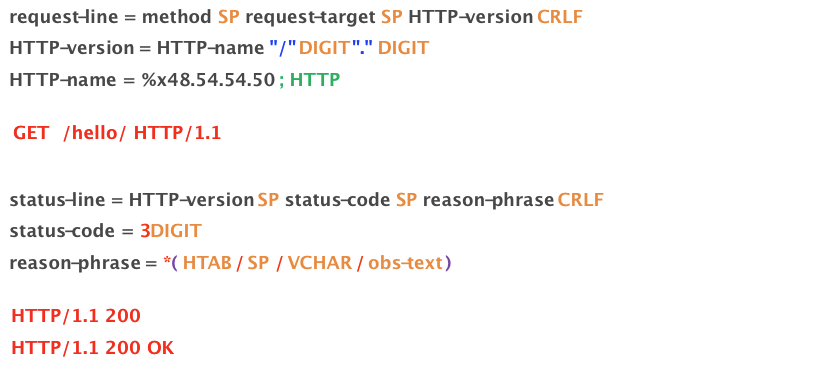 request-line = method SP request-target SP HTTP-version CRLF
HTTP-version = HTTP-name "/" DIGIT "." DIGIT
HTTP-name = %x48.54.54.50 ; HTTP
GET /hello/ HTTP/1.1
status-line = HTTP-version SP status-code SP reason-phrase CRLF
status-code = 3DIGIT
reason-phrase = *( HTAB / SP / VCHAR / obs-text )
HTTP/1.1 200
HTTP/1.1 200 OK